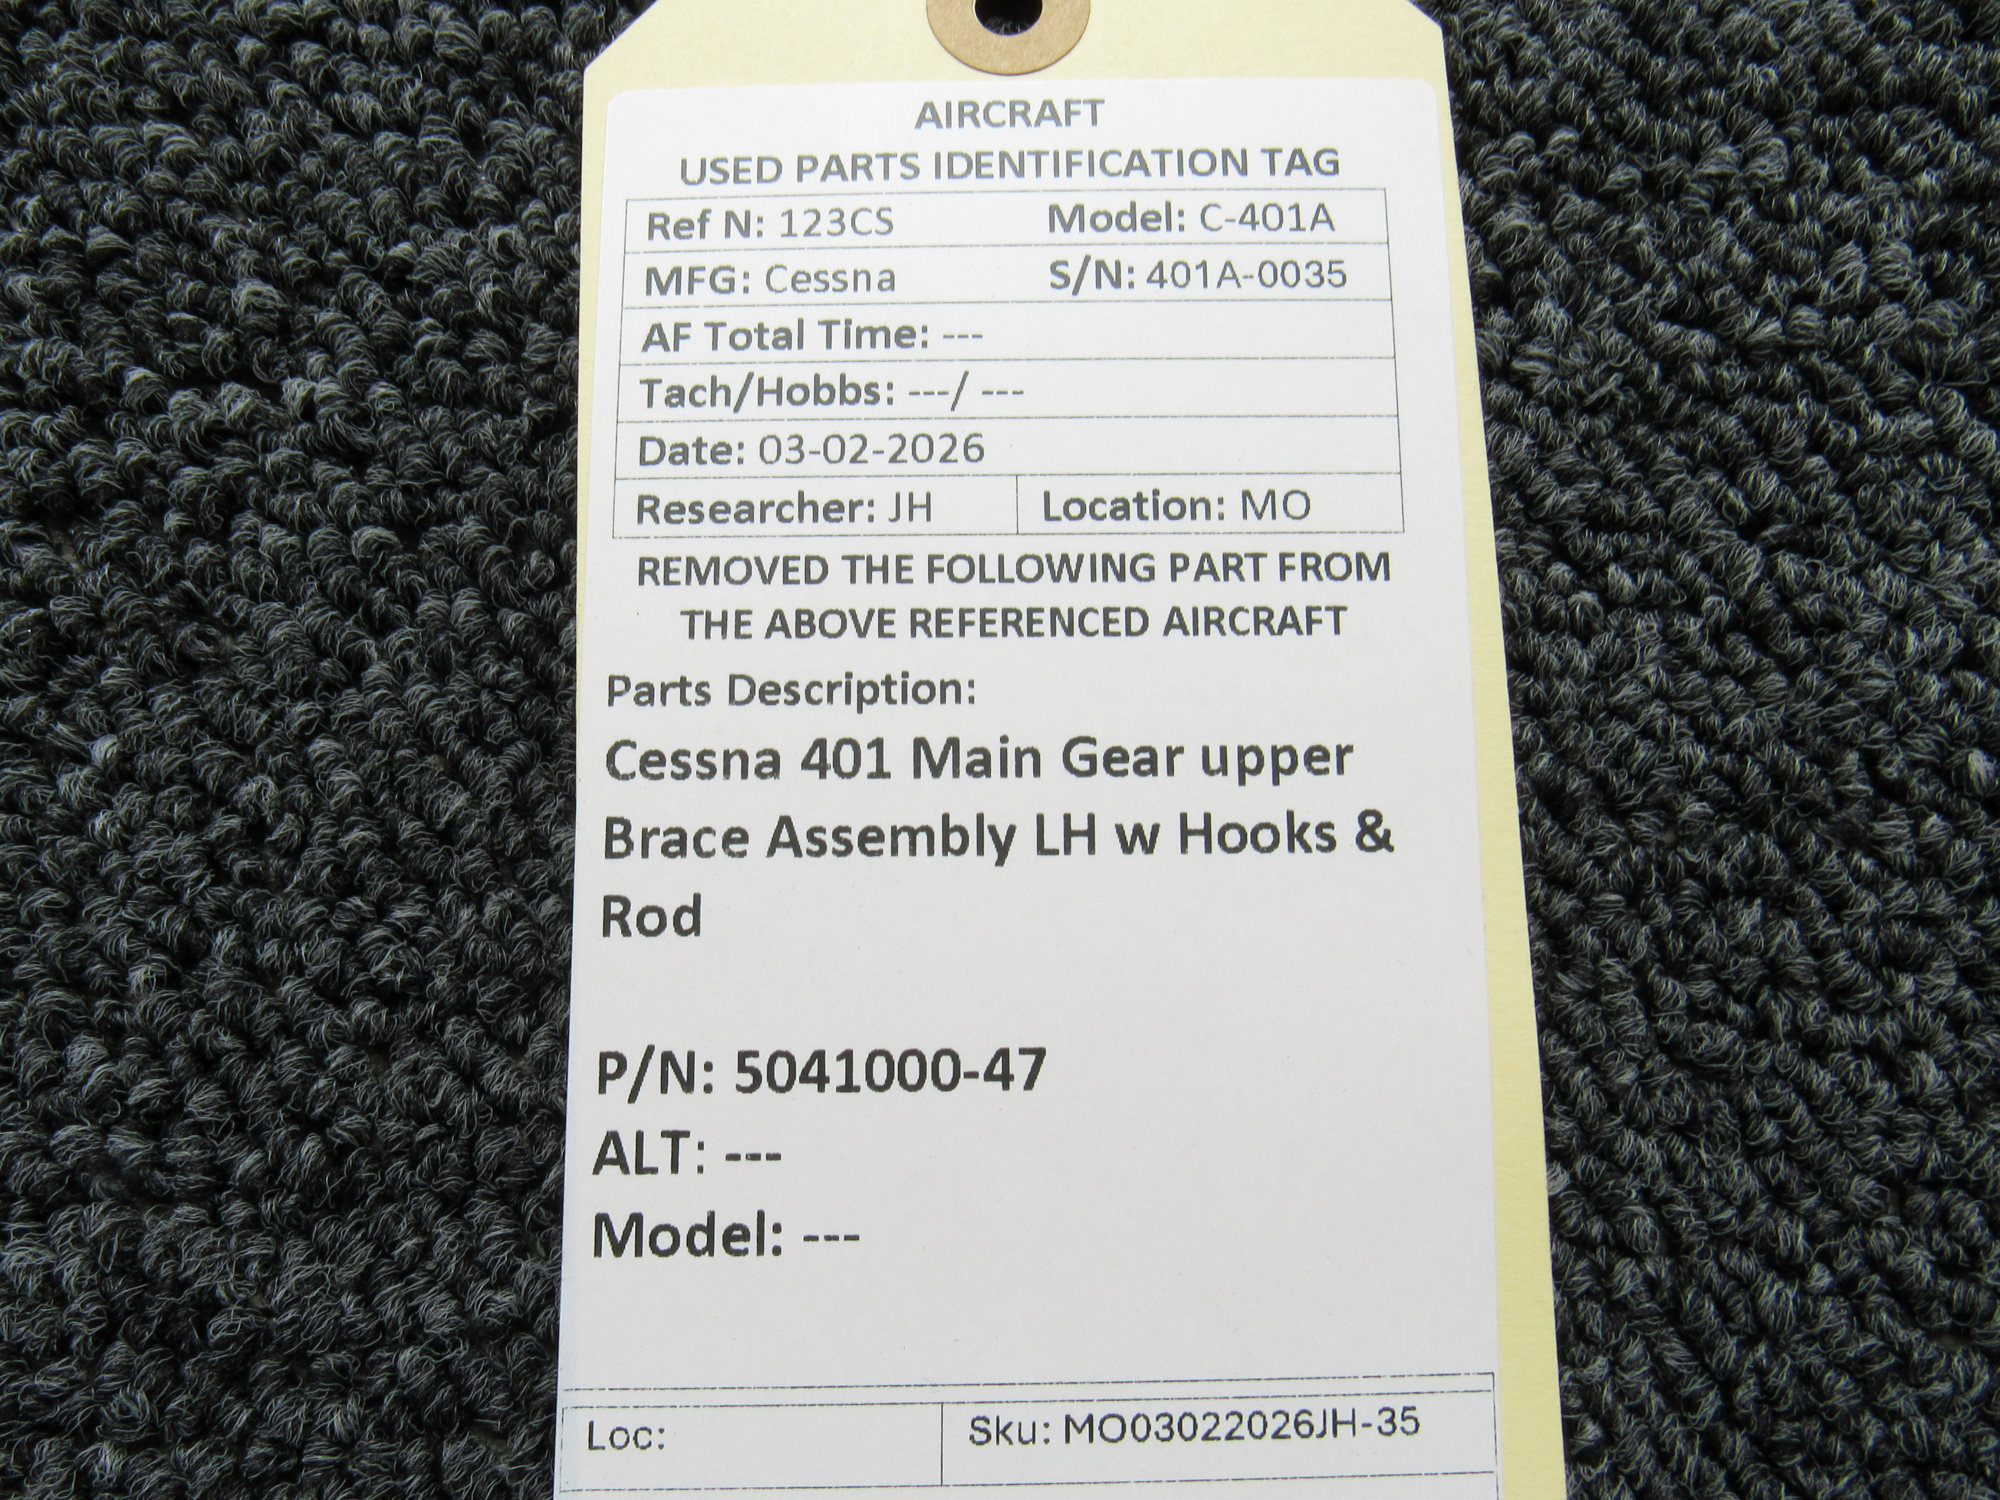 AIRCRAFT
USED PARTS IDENTIFICATION TAG
Ref N: 123CS Model: C-401A
MFG: Cessna S/N: 401A-0035
AF Total Time: ---
Tach/Hobbs: ---/ ---
Date: 03-02-2026
Researcher: JH Location: MO
REMOVED THE FOLLOWING PART FROM
THE ABOVE REFERENCED AIRCRAFT
Parts Description:
Cessna 401 Main Gear upper
Brace Assembly LH w Hooks &
Rod
P/N: 5041000-47
ALT: ---
Model: ---
Loc: Sku: MO03022026JH-35